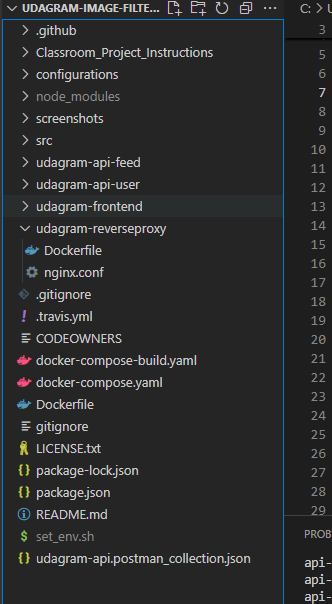 UDAGRAM-IMAGE-FILTE...
C:
.github
Classroom_Project_Instructions
configurations
node_modules
screenshots
src
udagram-api-feed
udagram-api-user
udagram-frontend
udagram-reverseproxy
Dockerfile
nginx.conf
.gitignore
.travis.yml
CODEOWNERS
docker-compose-build.yaml
docker-compose.yaml
Dockerfile
gitignore
LICENSE.txt
package-lock.json
package.json
README.md
set_env.sh
udagram-api.postman_collection.json
3
5
6
7
8
9
10
11
12
13
14
15
16
17
18
19
20
21
22
23
24
25
26
27
28
29
PROB
api-
api-
api-